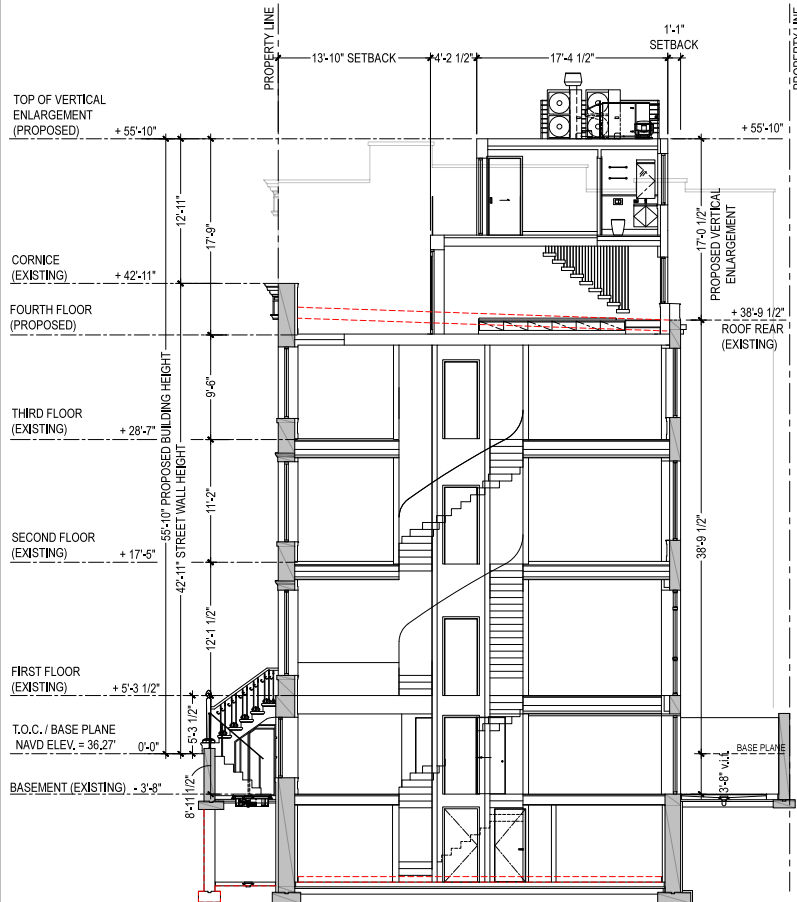 PROPERTY LINE
PROPERTY LINE
1'-1"
SETBACK
13'-10" SETBACK
4'-2 1/2"
17'-4 1/2"
TOP OF VERTICAL
ENLARGEMENT
(PROPOSED)
+ 55'-10"
+ 55'-10"
12'-11"
17'-9"
17'-0 1/2"
PROPOSED VERTICAL
ENLARGEMENT
CORNICE
(EXISTING)
+ 42'-11"
FOURTH FLOOR
(PROPOSED)
+ 38'-9 1/2"
ROOF REAR
(EXISTING)
9'-6"
THIRD FLOOR
(EXISTING)
+ 28'-7"
55'-10" PROPOSED BUILDING HEIGHT
42'-11" STREET WALL HEIGHT
11'-2"
38'-9 1/2"
SECOND FLOOR
(EXISTING)
+ 17'-5"
12'-1 1/2"
FIRST FLOOR
(EXISTING)
+ 5'-3 1/2"
5'-3 1/2"
T.O.C. / BASE PLANE
NAVD ELEV. = 36.27'
0'-0"
BASE PLANE
BASEMENT (EXISTING)
- 3'-8"
8'-11 1/2"
3'-8" v.i.f.